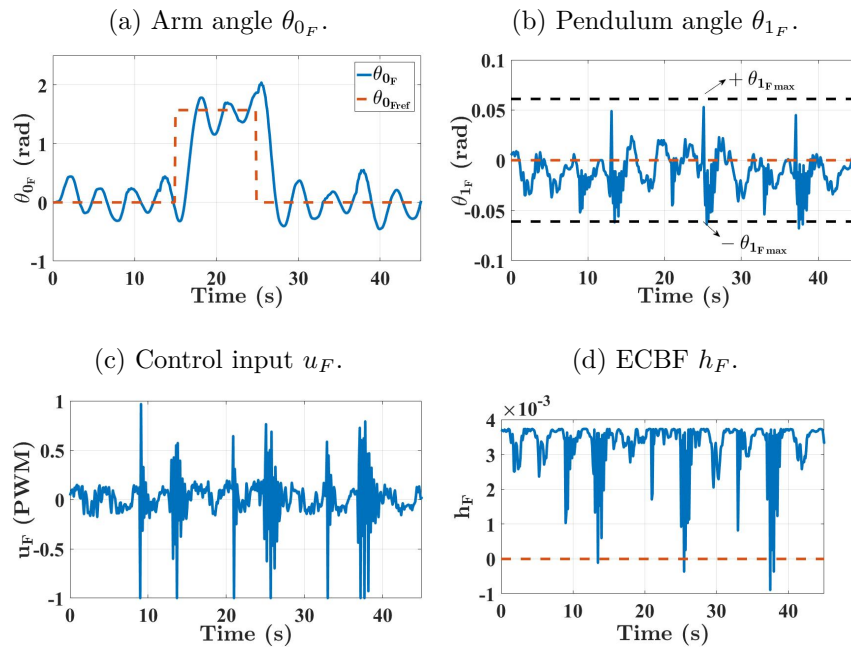 (a) Arm angle θ0F.
(b) Pendulum angle θ1F.
2
1
0
-1
0
10
20
30
40
θ0F (rad)
Time (s)
θ0F
θ0Fref
0.1
0.05
0
-0.05
-0.1
0
10
20
30
40
θ1F (rad)
Time (s)
+ θ1Fmax
− θ1Fmax
(c) Control input uF.
(d) ECBF hF.
1
0.5
0
-0.5
-1
0
10
20
30
40
uF (PWM)
Time (s)
×10-3
4
3
2
1
0
-1
0
10
20
30
40
hF
Time (s)